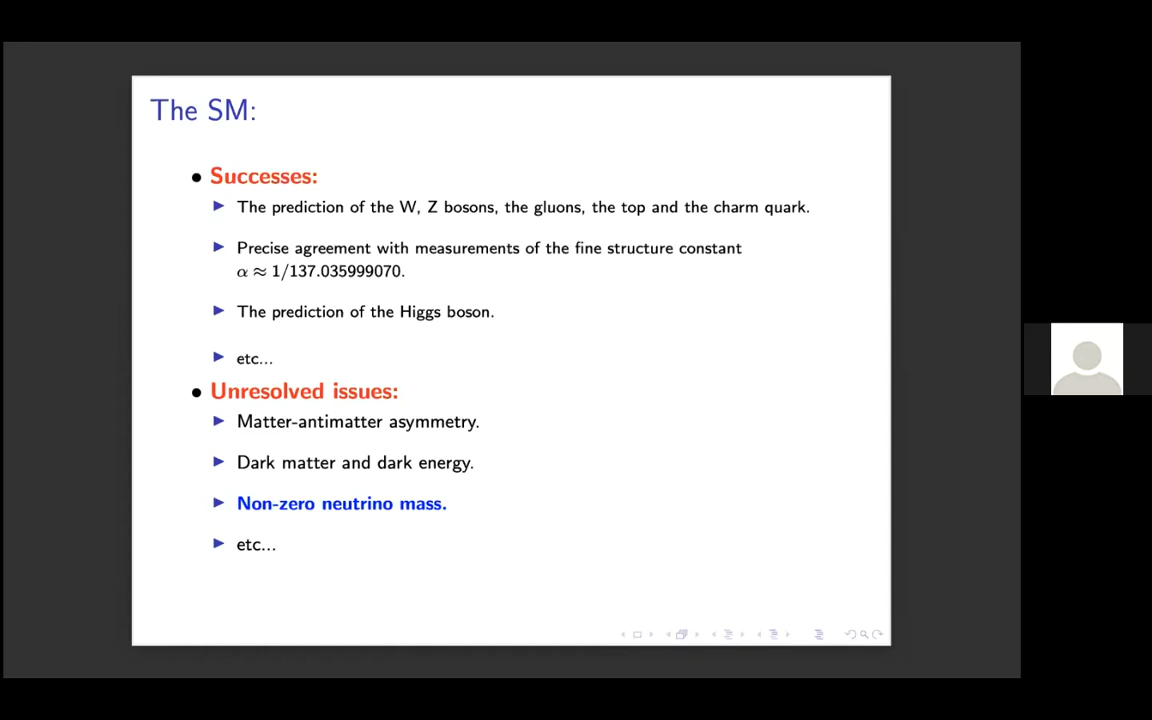 The SM:
• Successes:
▶ The prediction of the W, Z bosons, the gluons, the top and the charm quark.
▶ Precise agreement with measurements of the fine structure constant
α ≈ 1/137.035999070.
▶ The prediction of the Higgs boson.
▶ etc...
• Unresolved issues:
▶ Matter-antimatter asymmetry.
▶ Dark matter and dark energy.
▶ Non-zero neutrino mass.
▶ etc...